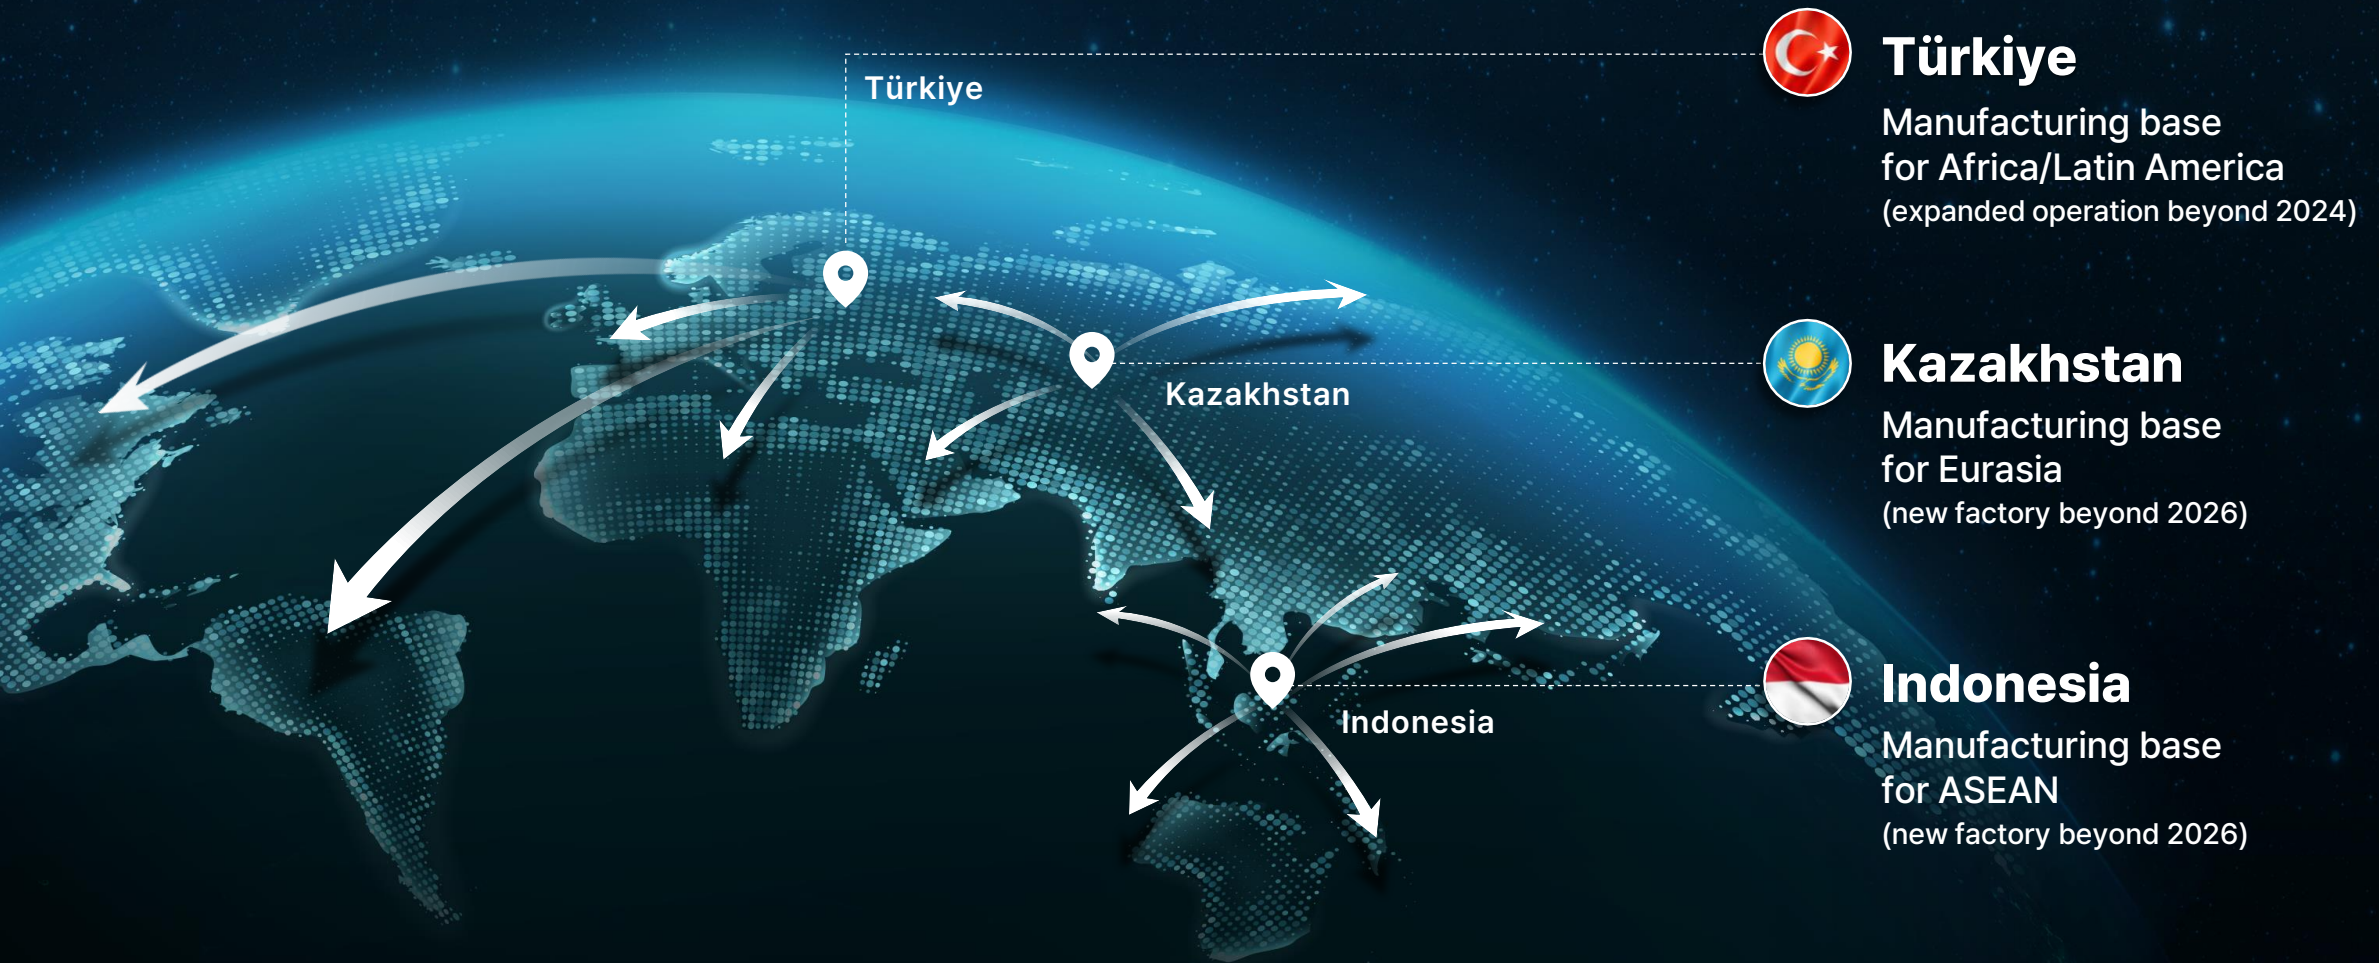 Türkiye
Türkiye
Manufacturing base
for Africa/Latin America
(expanded operation beyond 2024)
Kazakhstan
Kazakhstan
Manufacturing base
for Eurasia
(new factory beyond 2026)
Indonesia
Indonesia
Manufacturing base
for ASEAN
(new factory beyond 2026)